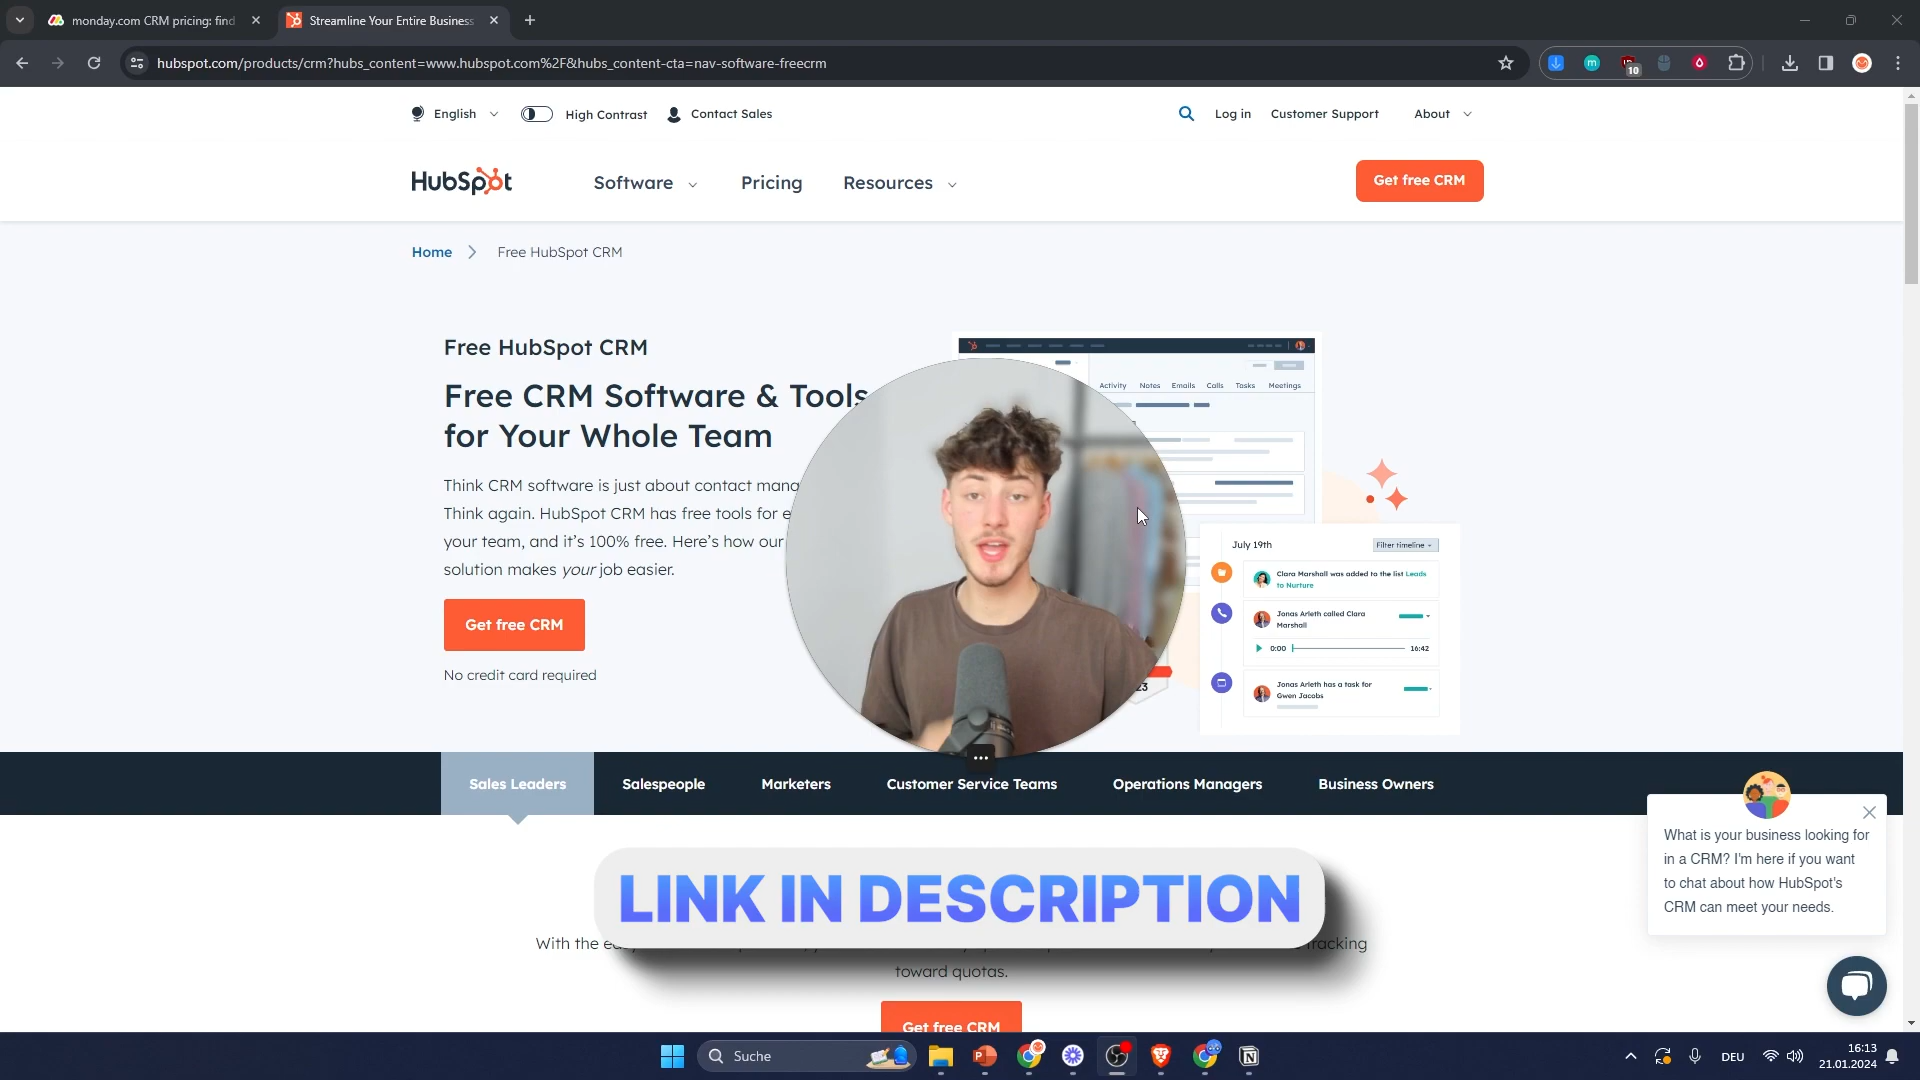 monday.com CRM pricing: find
Streamline Your Entire Business
hubspot.com/products/crm?hubs_content=www.hubspot.com%2F&hubs_content-cta=nav-software-freecrm
10
English
High Contrast
Contact Sales
Log in
Customer Support
About
HubSpot
Software
Pricing
Resources
Get free CRM
Home
Free HubSpot CRM
Free HubSpot CRM
Free CRM Software & Tools
for Your Whole Team
Think CRM software is just about contact mana
Think again. HubSpot CRM has free tools for e
your team, and it's 100% free. Here's how our
solution makes your job easier.
Get free CRM
No credit card required
Activity Notes Emails Calls Tasks Meetings
July 19th
Filter timeline
Clara Marshall was added to the list Leads
to Nurture
Jonas Arleth called Clara
Marshall
0:00
16:42
Jonas Arleth has a task for
Gwen Jacobs
23
Sales Leaders
Salespeople
Marketers
Customer Service Teams
Operations Managers
Business Owners
What is your business looking for
in a CRM? I'm here if you want
to chat about how HubSpot's
CRM can meet your needs.
LINK IN DESCRIPTION
With the
toward quotas.
Get free CRM
Suche
DEU
16:13
21.01.2024